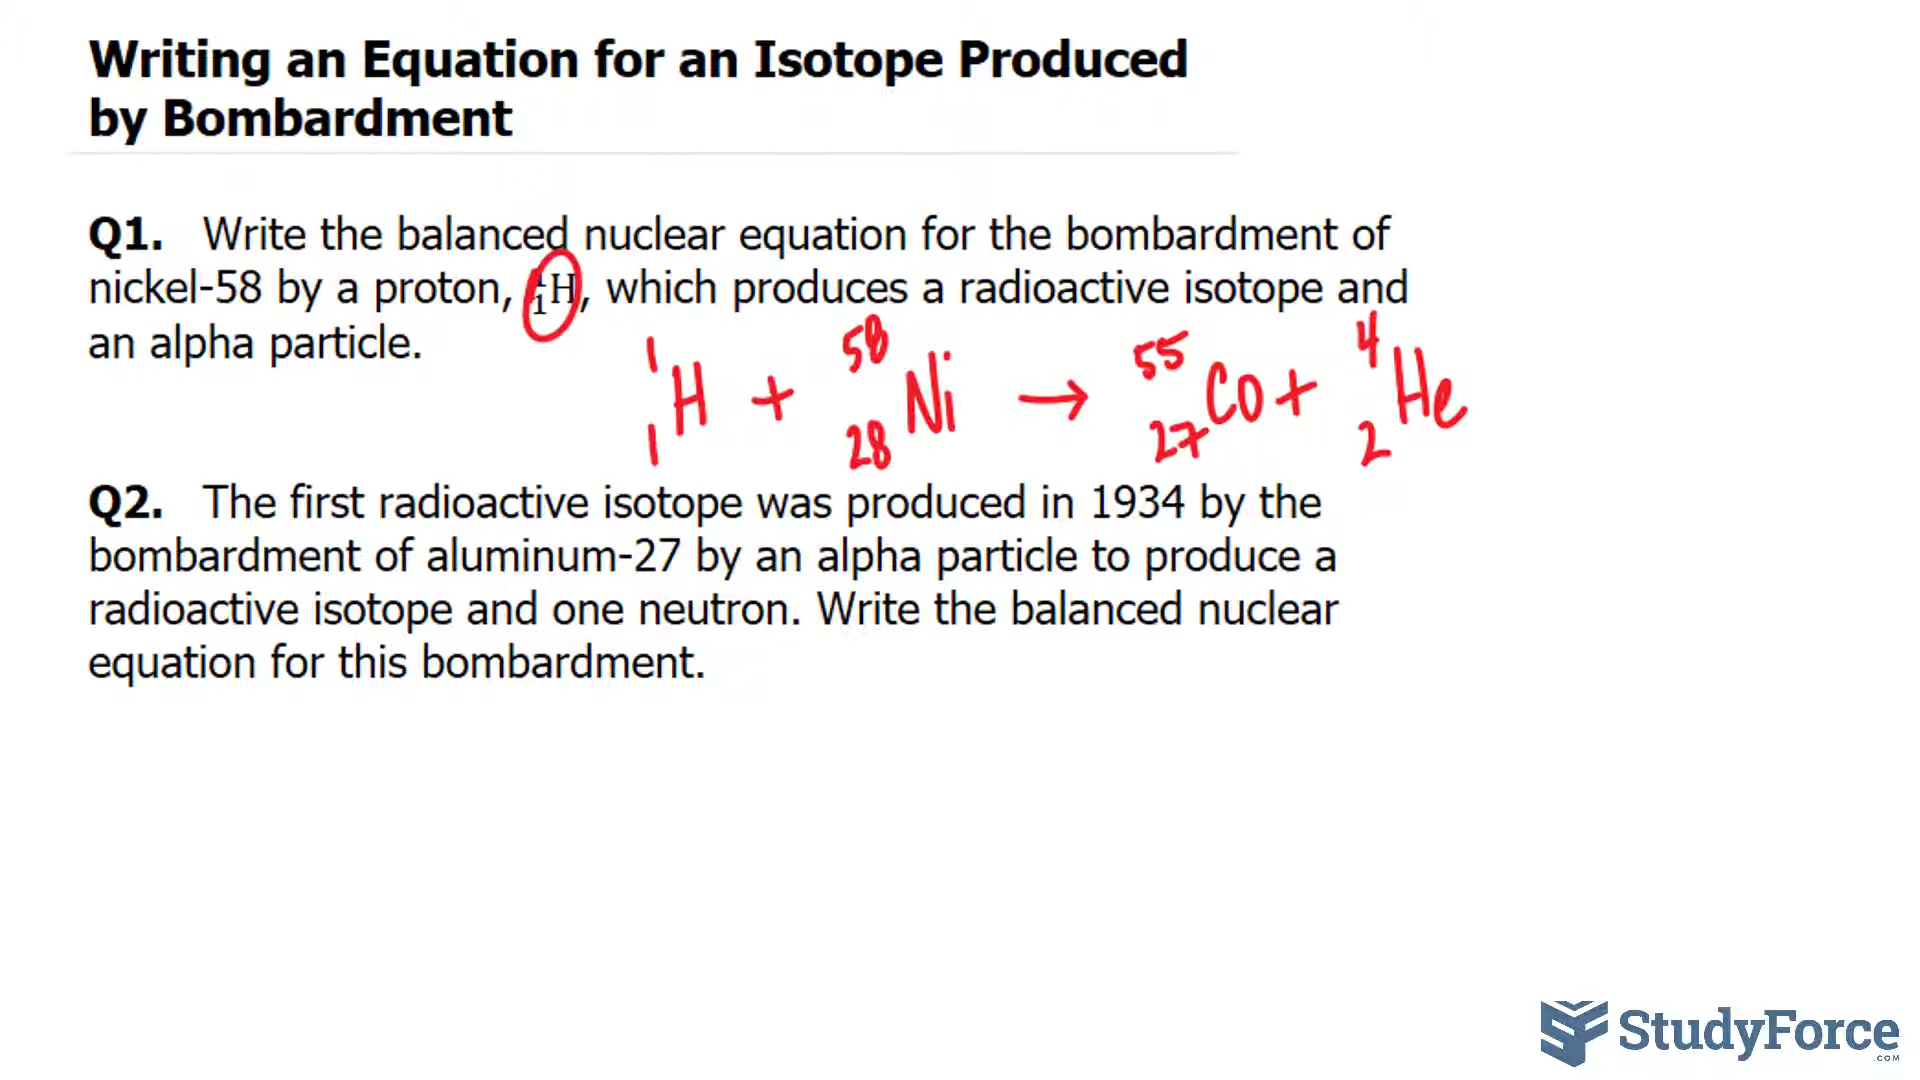 Writing an Equation for an Isotope Produced
by Bombardment
Q1. Write the balanced nuclear equation for the bombardment of
nickel-58 by a proton, ¹₁H, which produces a radioactive isotope and
an alpha particle.
¹₁H + ⁵⁸₂₈Ni → ⁵⁵₂₇Co + ⁴₂He
Q2. The first radioactive isotope was produced in 1934 by the
bombardment of aluminum-27 by an alpha particle to produce a
radioactive isotope and one neutron. Write the balanced nuclear
equation for this bombardment.
StudyForce
.COM